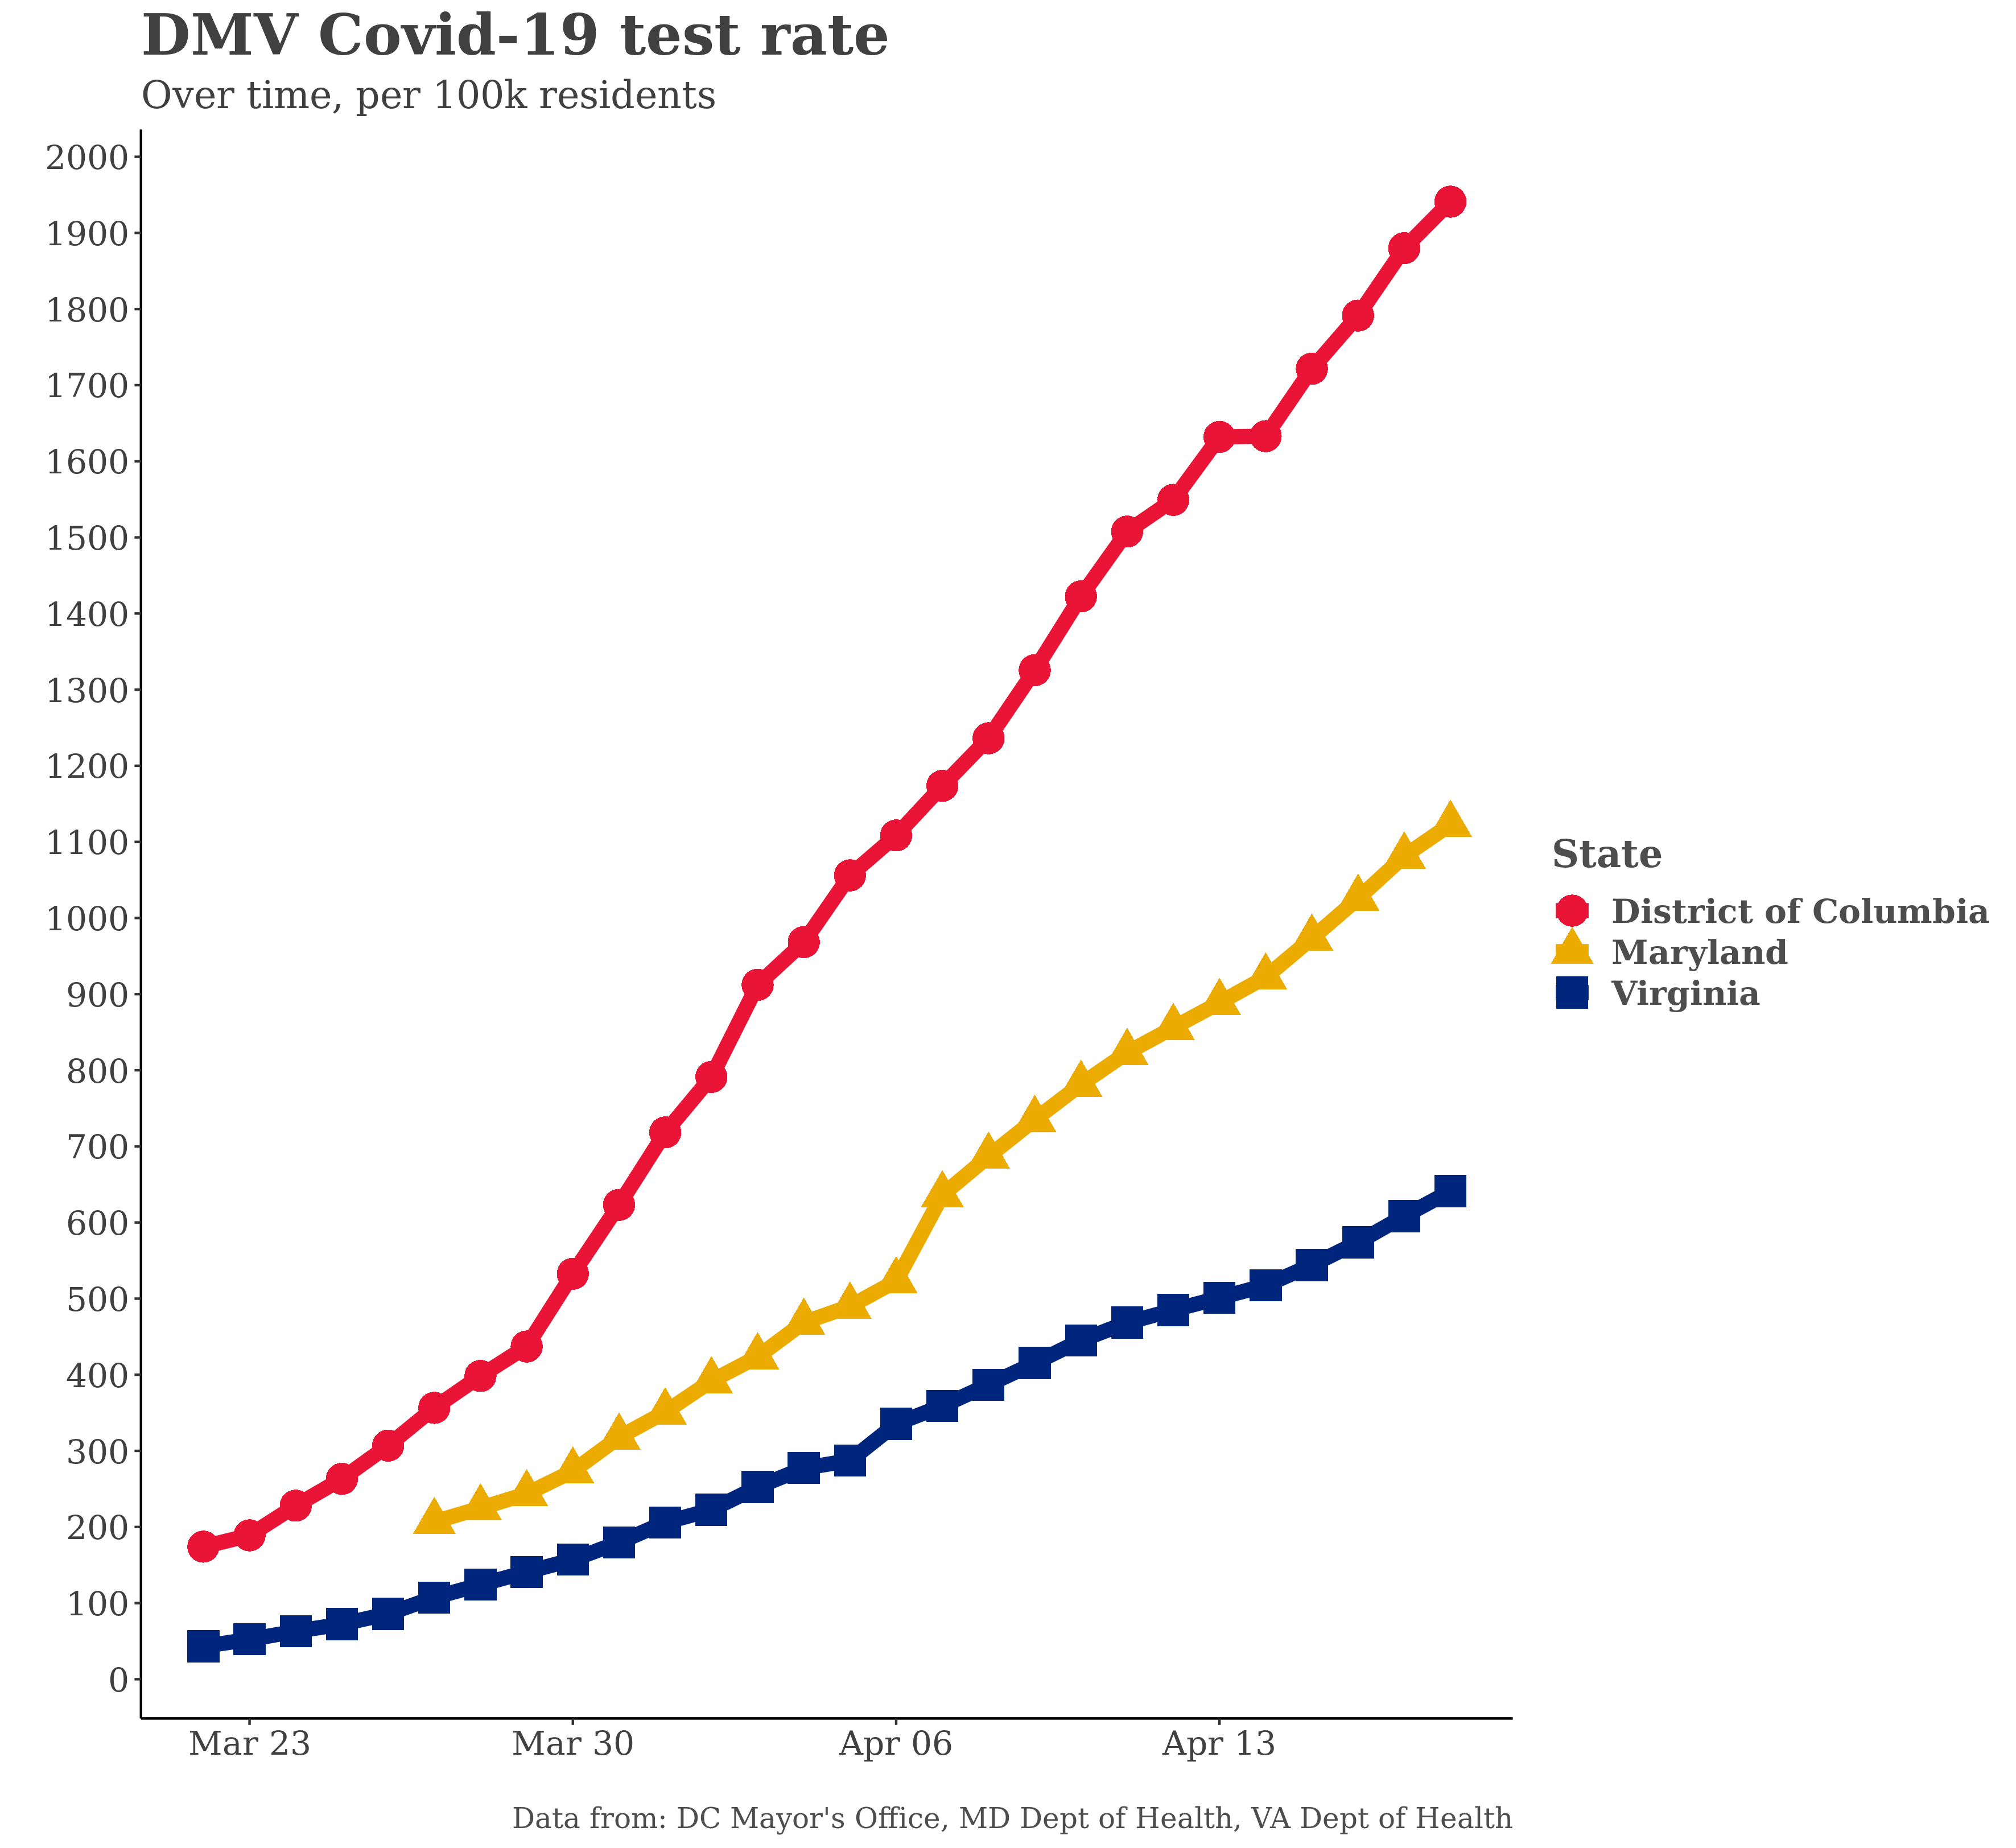 DMV Covid-19 test rate
Over time, per 100k residents
2000
1900
1800
1700
1600
1500
1400
1300
1200
1100
1000
900
800
700
600
500
400
300
200
100
0
Mar 23
Mar 30
Apr 06
Apr 13
State
District of Columbia
Maryland
Virginia
Data from: DC Mayor's Office, MD Dept of Health, VA Dept of Health